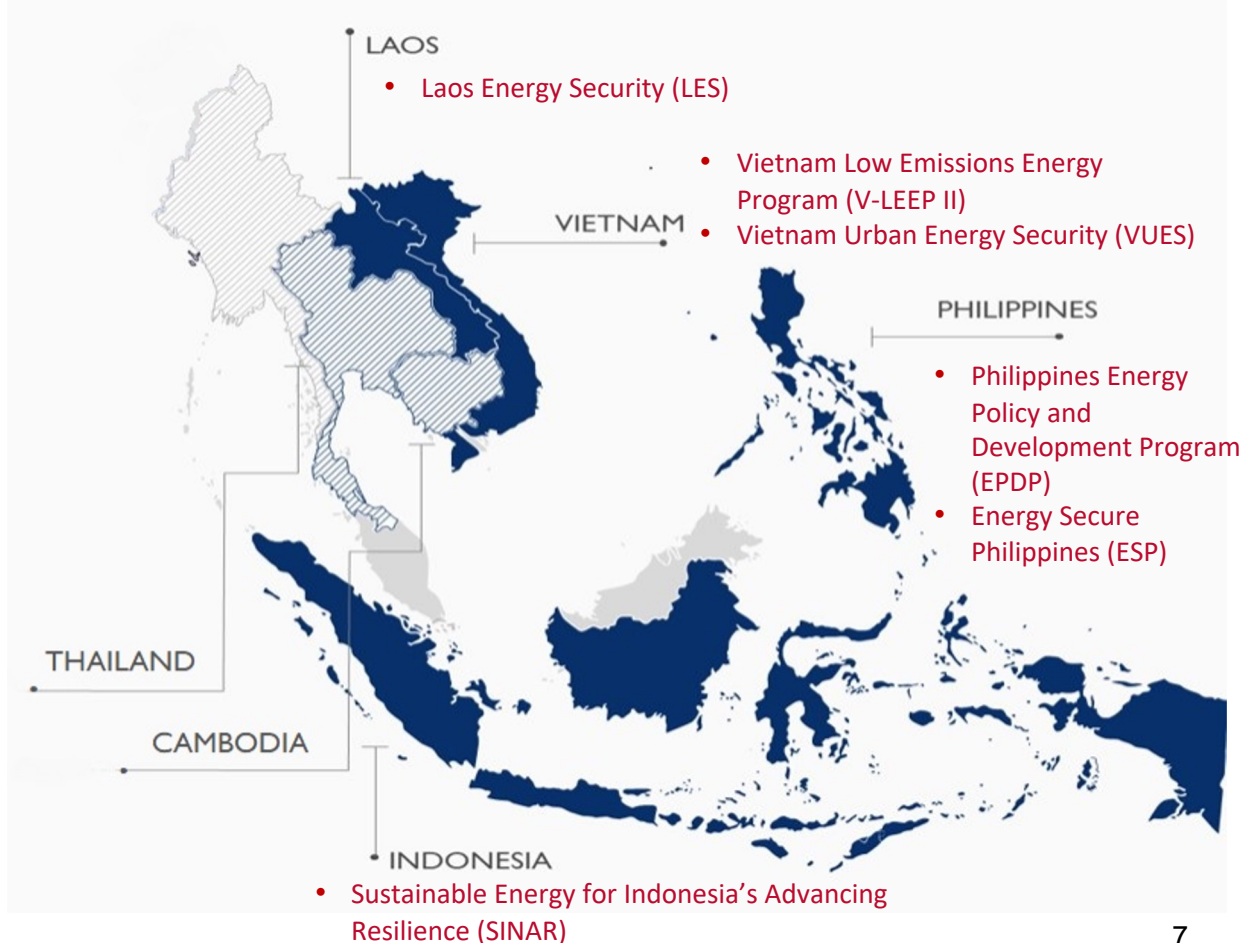 LAOS
• Laos Energy Security (LES)
• Vietnam Low Emissions Energy
Program (V-LEEP II)
VIETNAM
• Vietnam Urban Energy Security (VUES)
PHILIPPINES
• Philippines Energy
Policy and
Development Program
(EPDP)
• Energy Secure
Philippines (ESP)
THAILAND
CAMBODIA
INDONESIA
• Sustainable Energy for Indonesia’s Advancing
Resilience (SINAR)
7